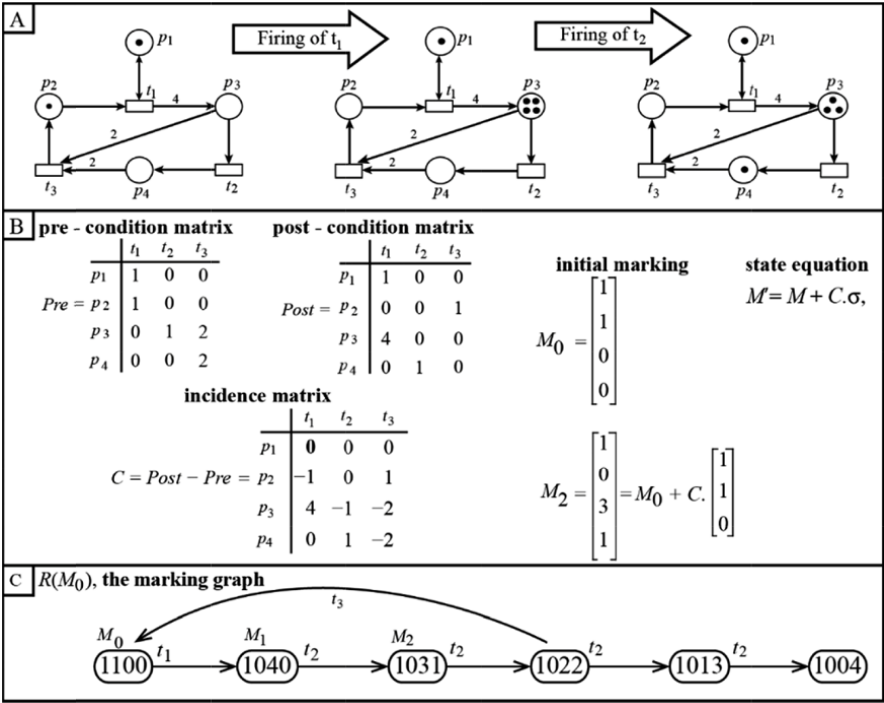 A
p1 Firing of t1 p1 Firing of t2 p1
p2 t1 p3 p2 t1 p3 p2 t1 p3
4 4 4
2 2 2
2 2 2
t3 p4 t2 t3 p4 t2 t3 p4 t2
B pre - condition matrix post - condition matrix
t1 t2 t3
p1 1 0 0
Pre = p2 1 0 0
p3 0 1 2
p4 0 0 2
t1 t2 t3
p1 1 0 0
Post = p2 0 0 1
p3 4 0 0
p4 0 1 0
initial marking
M0 = [1 1 0 0]
state equation
M' = M + C.σ,
incidence matrix
t1 t2 t3
p1 0 0 0
C = Post − Pre = p2 −1 0 1
p3 4 −1 −2
p4 0 1 −2
M2 = [1 0 3 1] = M0 + C. [1 1 0]
C R(M0), the marking graph
t3
M0 M1 M2
1100 t1 1040 t2 1031 t2 1022 t2 1013 t2 1004